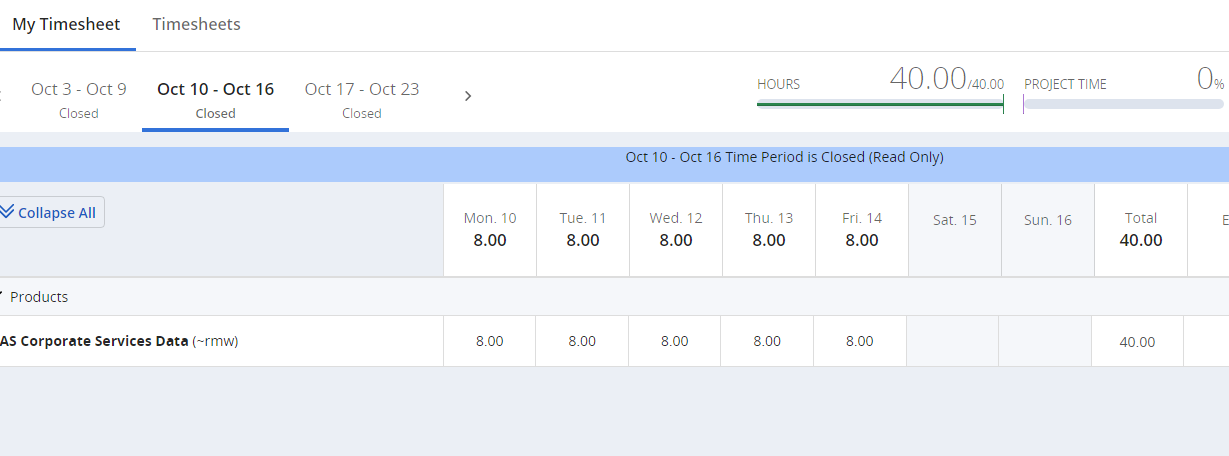 My Timesheet Timesheets
Oct 3 - Oct 9 Oct 10 - Oct 16 Oct 17 - Oct 23
Closed Closed Closed
HOURS 40.00/40.00 PROJECT TIME 0%
Oct 10 - Oct 16 Time Period is Closed (Read Only)
Collapse All
Mon. 10 Tue. 11 Wed. 12 Thu. 13 Fri. 14 Sat. 15 Sun. 16 Total E
8.00 8.00 8.00 8.00 8.00 40.00
Products
AS Corporate Services Data (~rmw) 8.00 8.00 8.00 8.00 8.00 40.00